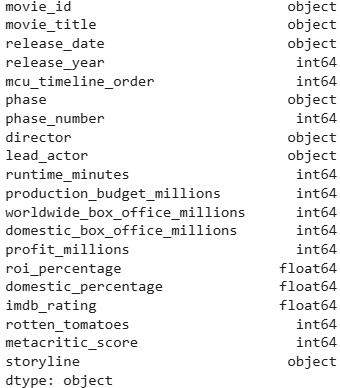 movie_id object
movie_title object
release_date object
release_year int64
mcu_timeline_order int64
phase object
phase_number int64
director object
lead_actor object
runtime_minutes int64
production_budget_millions int64
worldwide_box_office_millions int64
domestic_box_office_millions int64
profit_millions int64
roi_percentage float64
domestic_percentage float64
imdb_rating float64
rotten_tomatoes int64
metacritic_score int64
storyline object
dtype: object